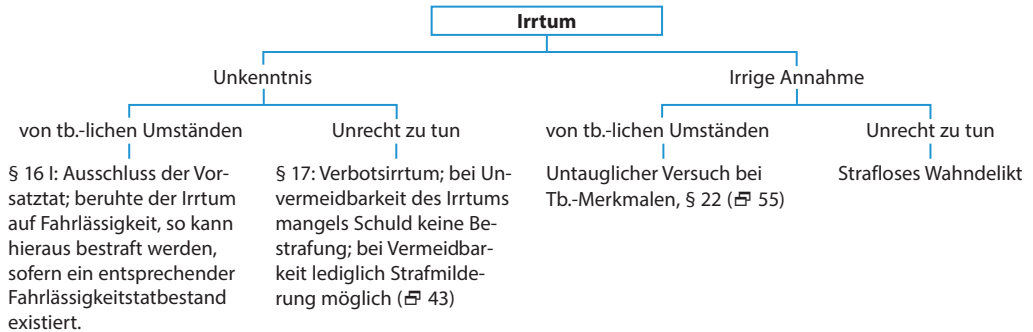 Irrtum
Unkenntnis
Irrige Annahme
von tb.-lichen Umständen
Unrecht zu tun
von tb.-lichen Umständen
Unrecht zu tun
§ 16 I: Ausschluss der Vor-
satztat; beruhte der Irrtum
auf Fahrlässigkeit, so kann
hieraus bestraft werden,
sofern ein entsprechender
Fahrlässigkeitstatbestand
existiert.
§ 17: Verbotsirrtum; bei Un-
vermeidbarkeit des Irrtums
mangels Schuld keine Be-
strafung; bei Vermeidbar-
keit lediglich Strafmilde-
rung möglich (🗗 43)
Untauglicher Versuch bei
Tb.-Merkmalen, § 22 (🗗 55)
Strafloses Wahndelikt